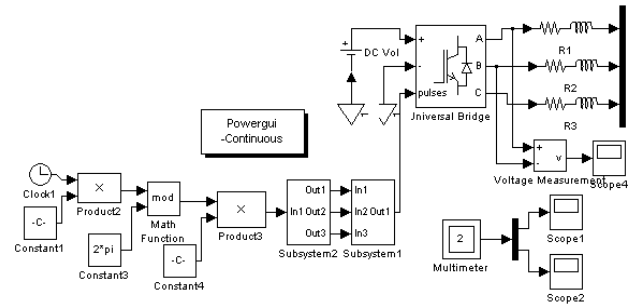 DC Vol
+
-
pulses
A
B
C
Universal Bridge
R1
R2
R3
+
-
v
Voltage Measurement
Scope4
Powergui
-Continuous
Clock1
×
Product2
-C-
Constant1
mod
Math
Function
2*pi
Constant3
×
Product3
-C-
Constant4
In1
Out1
Out2
Out3
Subsystem2
In1
In2
In3
Out1
Subsystem1
2
Multimeter
Scope1
Scope2